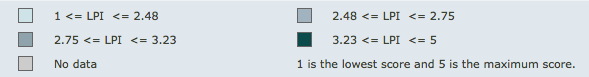 1 <= LPI <= 2.48
2.48 <= LPI <= 2.75
2.75 <= LPI <= 3.23
3.23 <= LPI <= 5
No data
1 is the lowest score and 5 is the maximum score.